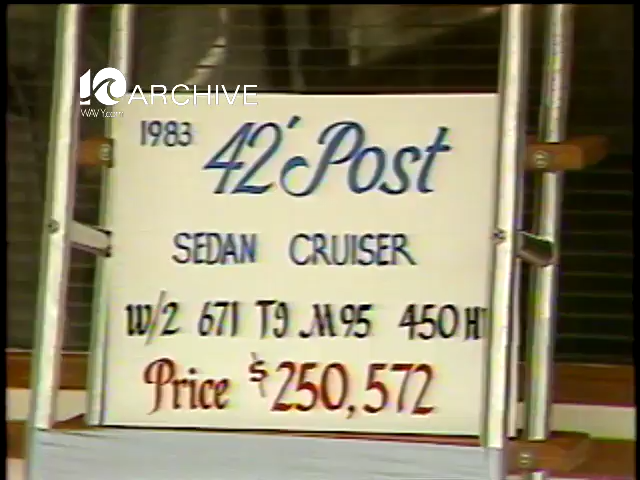 10 ARCHIVE
WAVY.com
1983 42' Post
SEDAN CRUISER
W/2 671 TI M95 450 H
Price $250,572